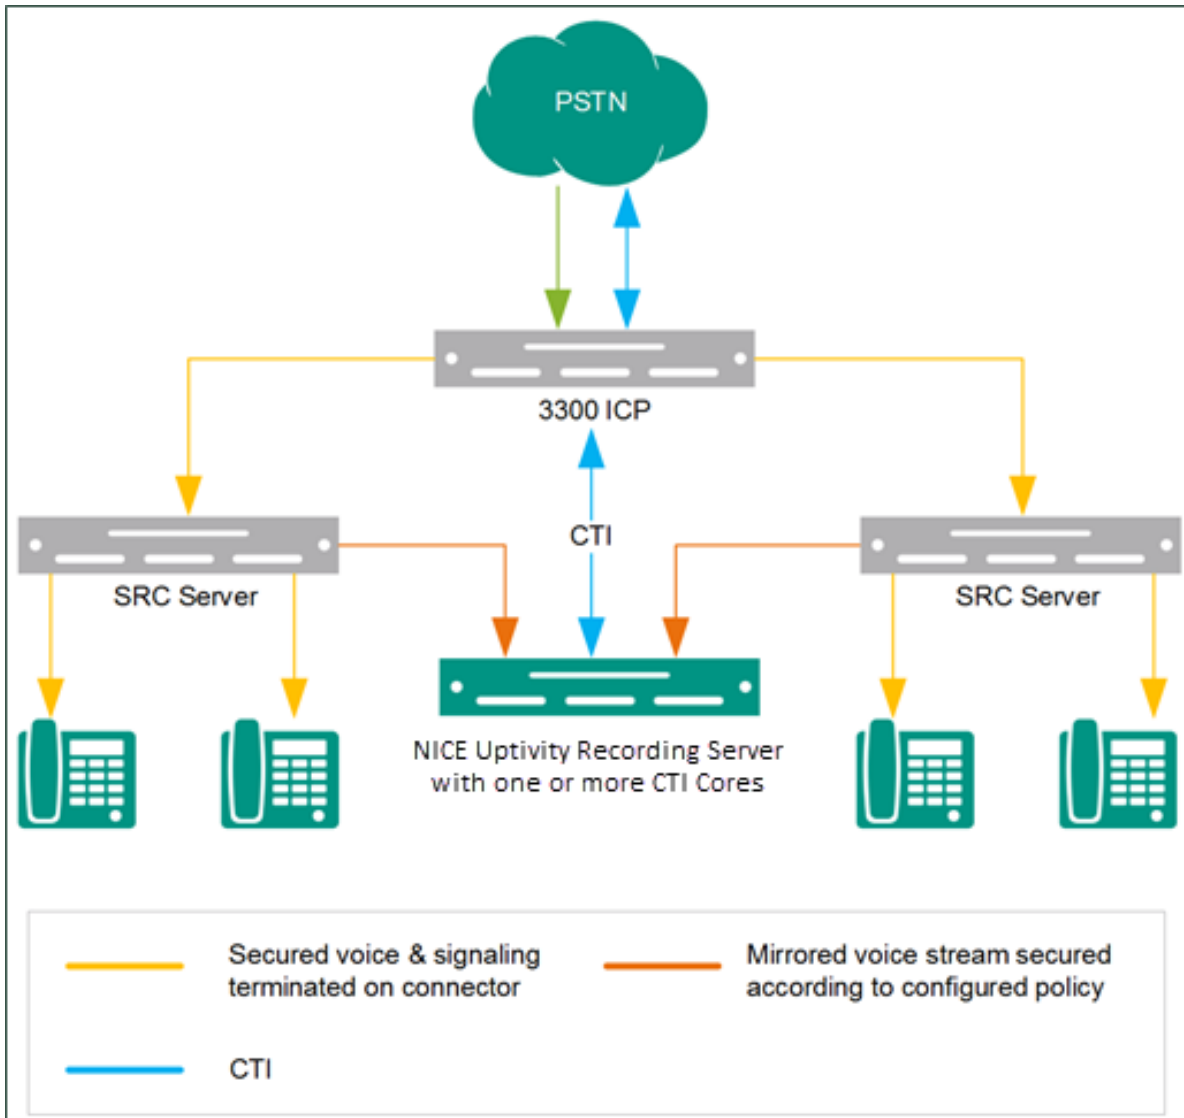 PSTN
3300 ICP
CTI
SRC Server
SRC Server
NICE Uptivity Recording Server
with one or more CTI Cores
Secured voice & signaling
terminated on connector
Mirrored voice stream secured
according to configured policy
CTI